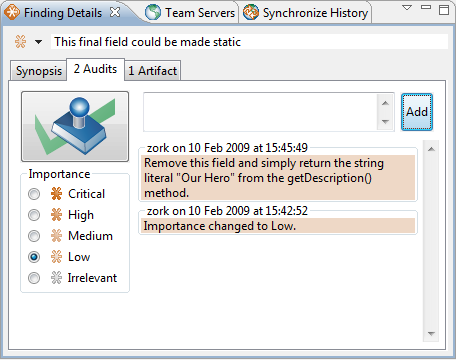 Finding Details
Team Servers
Synchronize History
This final field could be made static
Synopsis
2 Audits
1 Artifact
Add
Importance
Critical
High
Medium
Low
Irrelevant
zork on 10 Feb 2009 at 15:45:49
Remove this field and simply return the string
literal "Our Hero" from the getDescription()
method.
zork on 10 Feb 2009 at 15:42:52
Importance changed to Low.